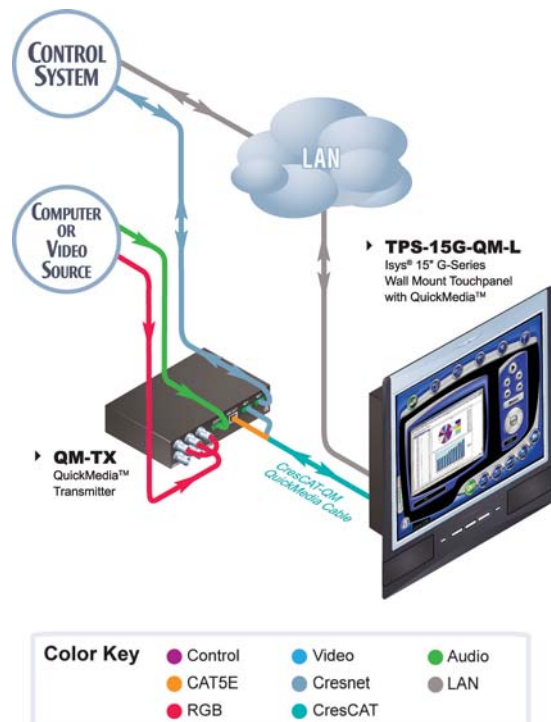 CONTROL
SYSTEM
LAN
COMPUTER
OR
VIDEO
SOURCE
TPS-15G-QM-L
Isys® 15" G-Series
Wall Mount Touchpanel
with QuickMedia™
QM-TX
QuickMedia™
Transmitter
CresCAT-QM
QuickMedia Cable
Color Key
Control
Video
Audio
CAT5E
Cresnet
LAN
RGB
CresCAT